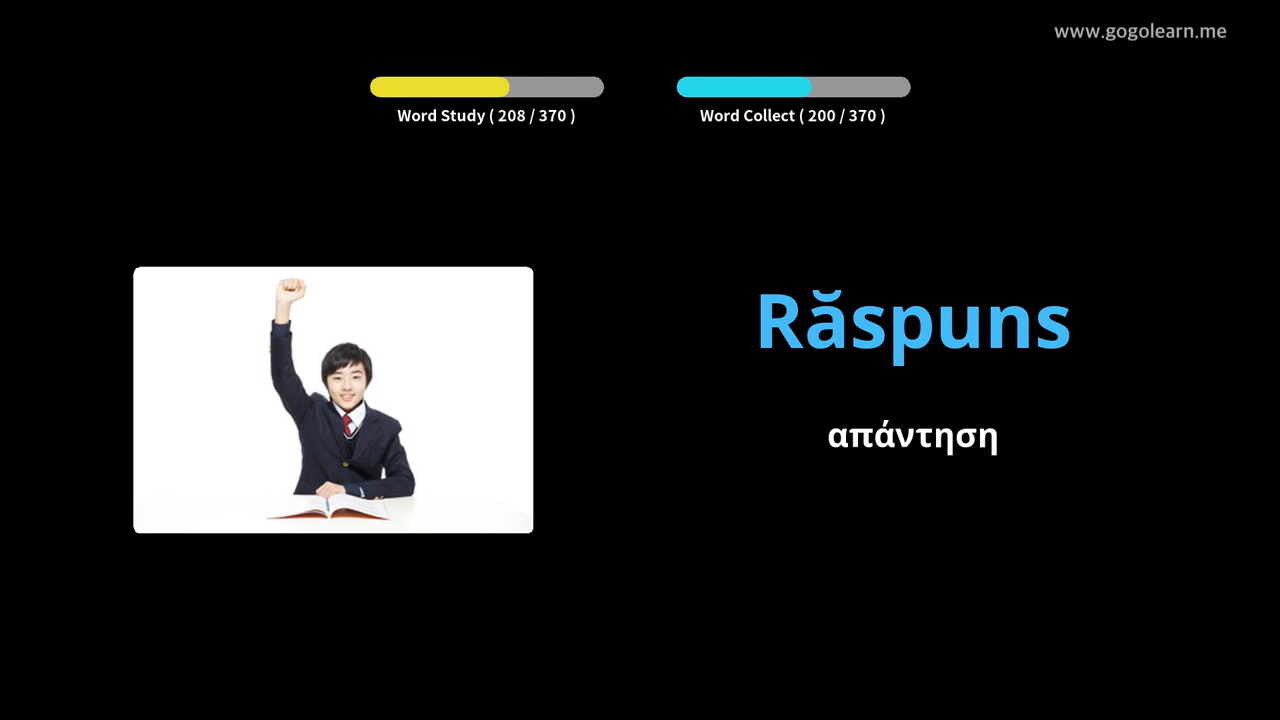 www.gogolearn.me
Word Study ( 208 / 370 )
Word Collect ( 200 / 370 )
Răspuns
απάντηση